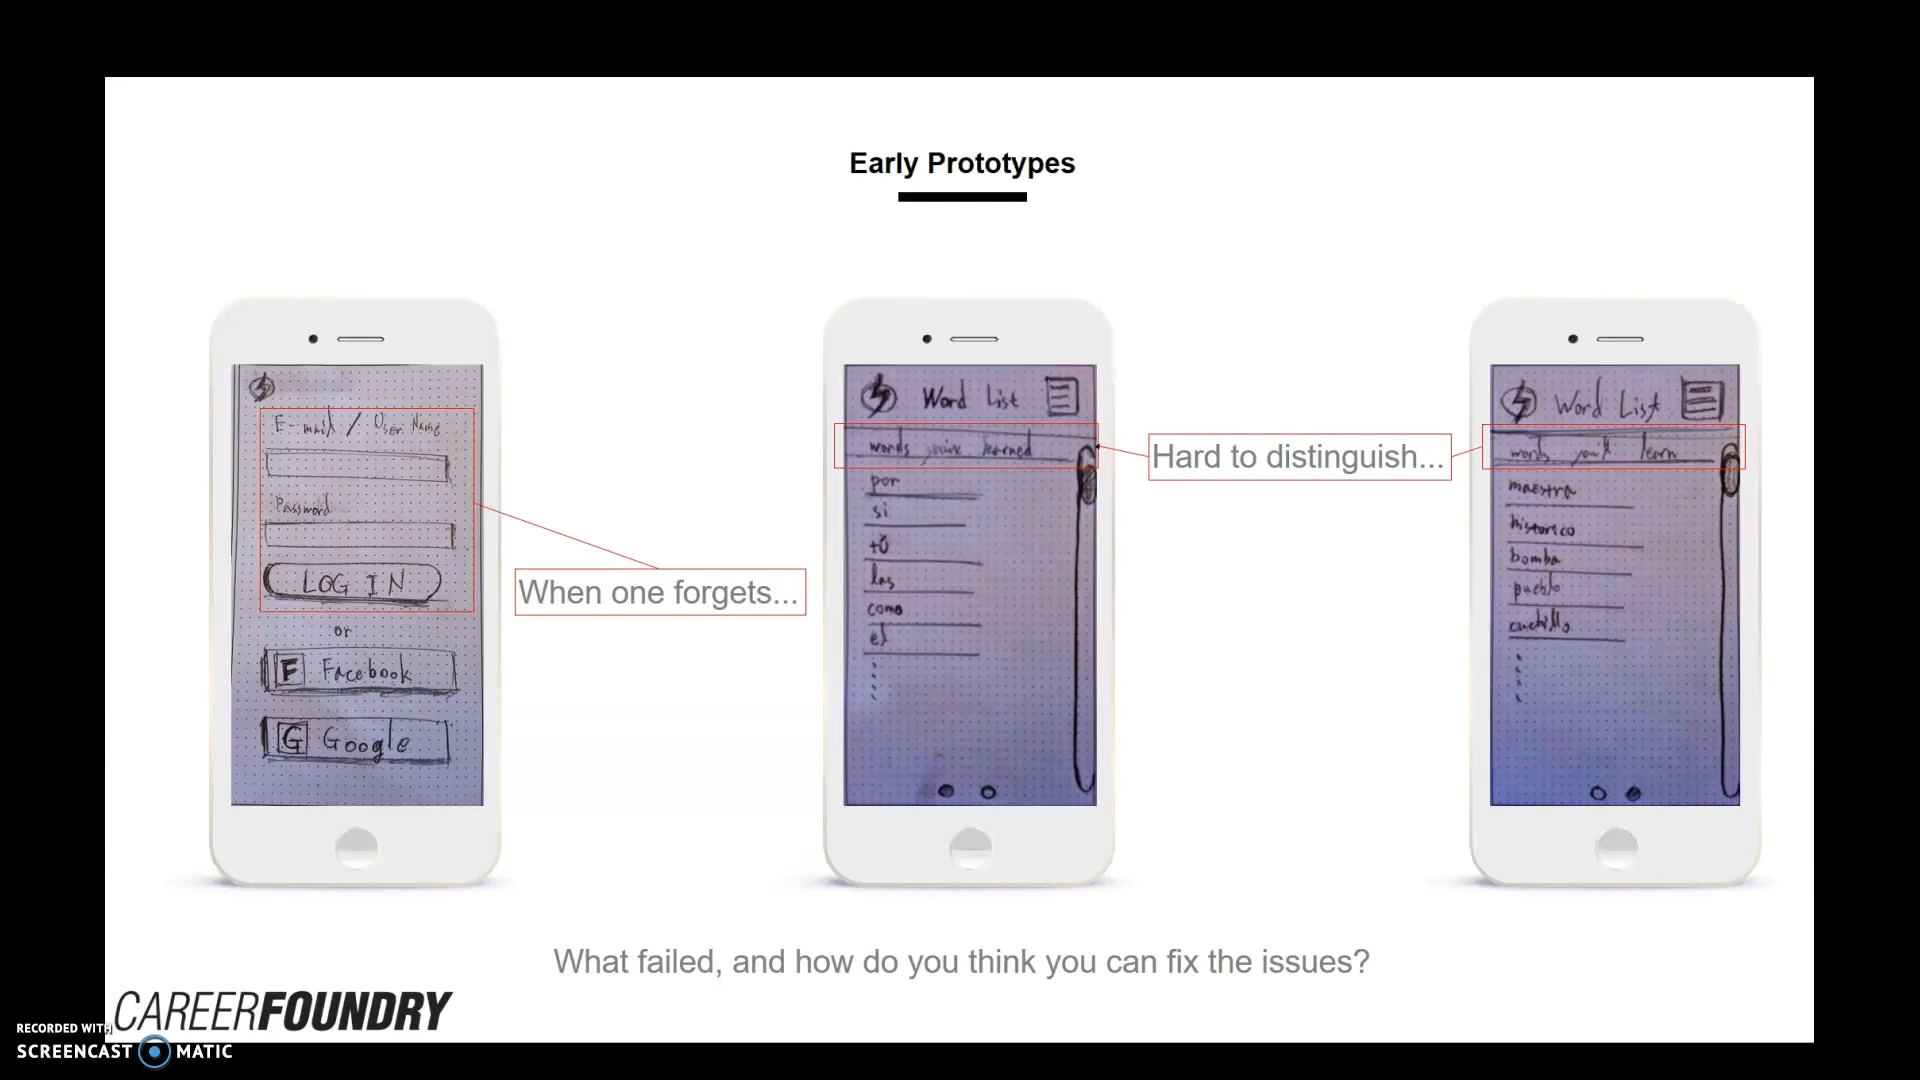 Early Prototypes
E-mail / User Name
Password
LOG IN
or
F Facebook
G Google
When one forgets...
Word List
words you've learned
por
si
tú
las
como
el
Hard to distinguish...
Word List
words you'll learn
maestra
historico
bomba
pueblo
cuchillo
What failed, and how do you think you can fix the issues?
CAREERFOUNDRY
RECORDED WITH
SCREENCAST MATIC